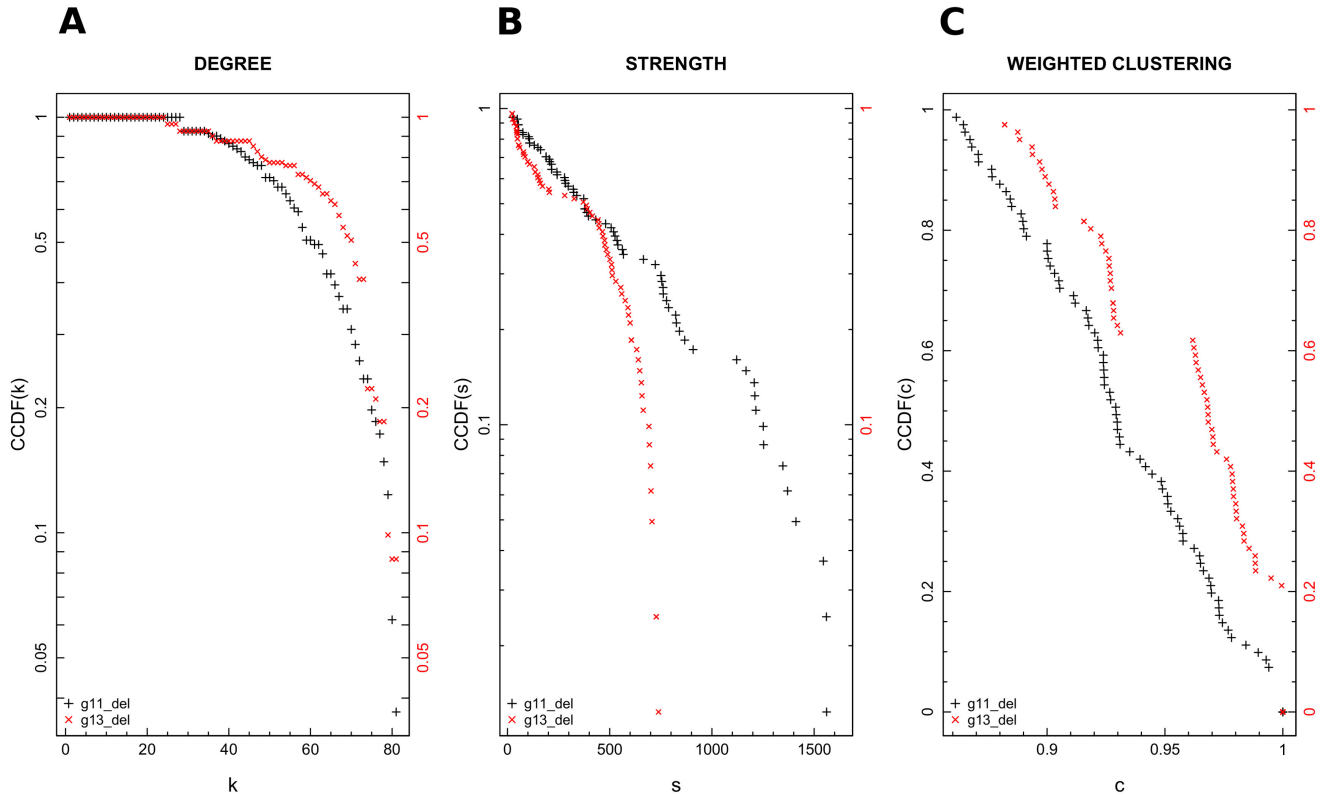 A
B
C
DEGREE
STRENGTH
WEIGHTED CLUSTERING
CCDF(k)
1
0.5
0.2
0.1
0.05
1
0.5
0.2
0.1
0.05
g11_del
g13_del
0
20
40
60
80
k
CCDF(s)
1
0.1
1
0.1
g11_del
g13_del
0
500
1000
1500
s
CCDF(c)
1
0.8
0.6
0.4
0.2
0
1
0.8
0.6
0.4
0.2
0
g11_del
g13_del
0.9
0.95
1
c